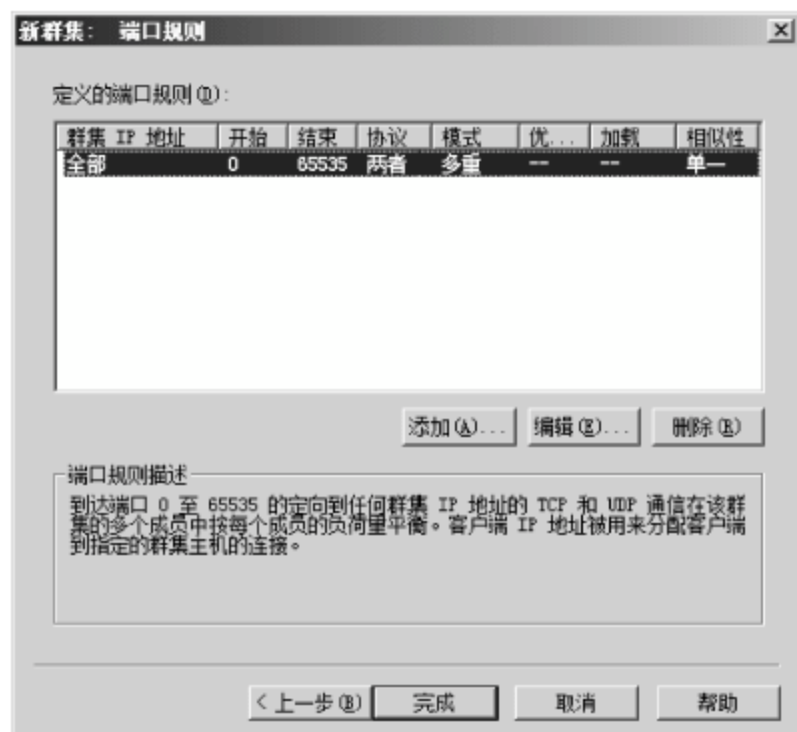 新群集： 端口规则
定义的端口规则(D)：
群集 IP 地址 开始 结束 协议 模式 优... 加载 相似性
全部 0 65535 两者 多重 -- -- 单一
添加(A)... 编辑(E)... 删除(R)
端口规则描述
到达端口 0 至 65535 的定向到任何群集 IP 地址的 TCP 和 UDP 通信在该群
集的多个成员中按每个成员的负荷量平衡。客户端 IP 地址被用来分配客户端
到指定的群集主机的连接。
< 上一步(B) 完成 取消 帮助